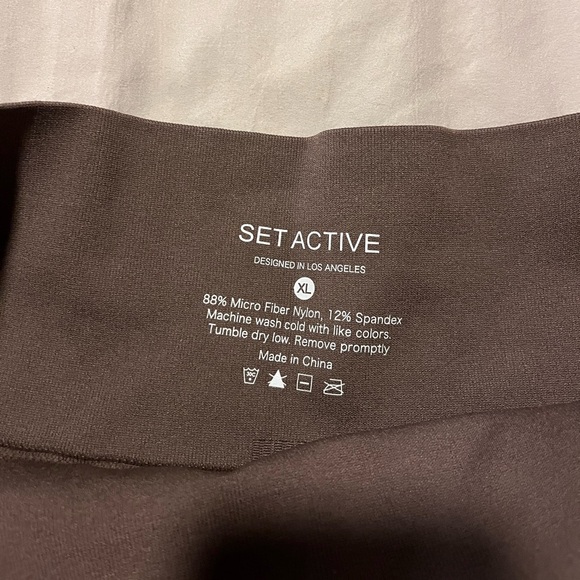 SET ACTIVE
DESIGNED IN LOS ANGELES
XL
88% Micro Fiber Nylon, 12% Spandex
Machine wash cold with like colors.
Tumble dry low. Remove promptly
Made in China
30C